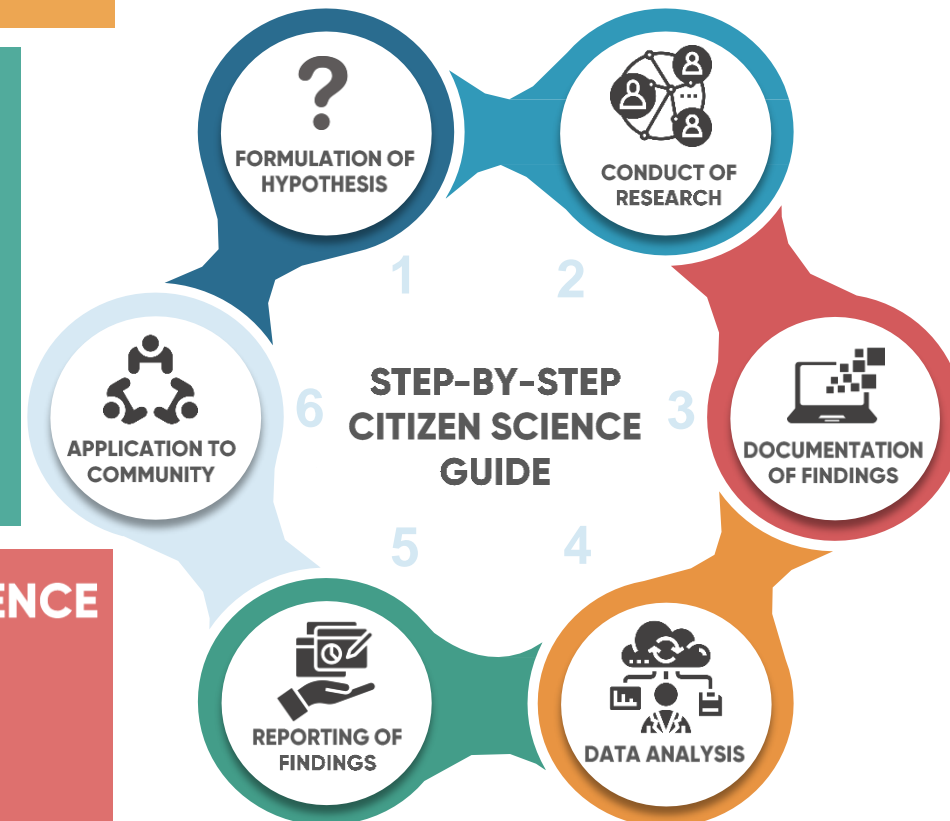 FORMULATION OF
HYPOTHESIS
1
CONDUCT OF
RESEARCH
2
DOCUMENTATION
OF FINDINGS
3
DATA ANALYSIS
4
REPORTING OF
FINDINGS
5
APPLICATION TO
COMMUNITY
6
STEP-BY-STEP
CITIZEN SCIENCE
GUIDE
ENCE